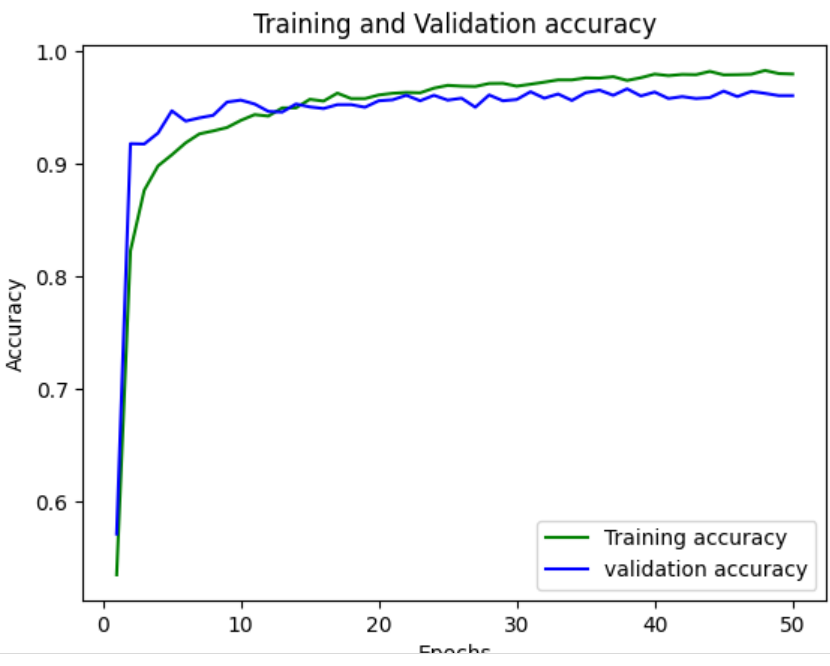 Training and Validation accuracy
1.0
0.9
0.8
0.7
0.6
Accuracy
Training accuracy
validation accuracy
0 10 20 30 40 50
Epochs